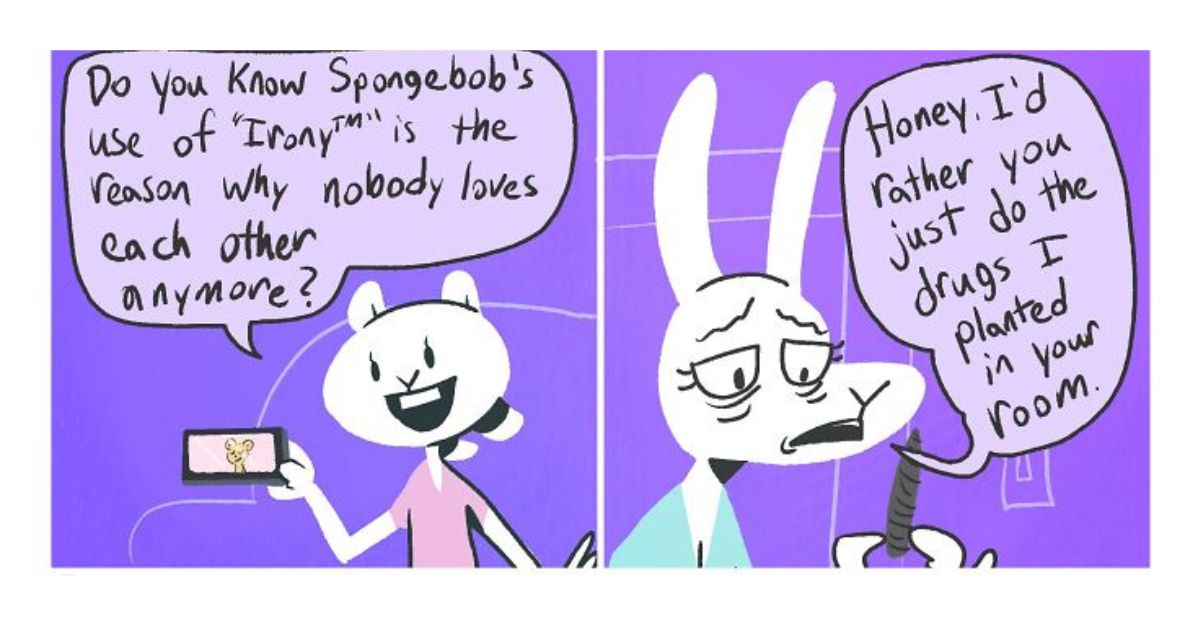 Do you know Spongebob's
use of "Irony™" is the
reason why nobody loves
each other
anymore?
Honey. I'd
rather you
just do the
drugs I
planted
in your
room.